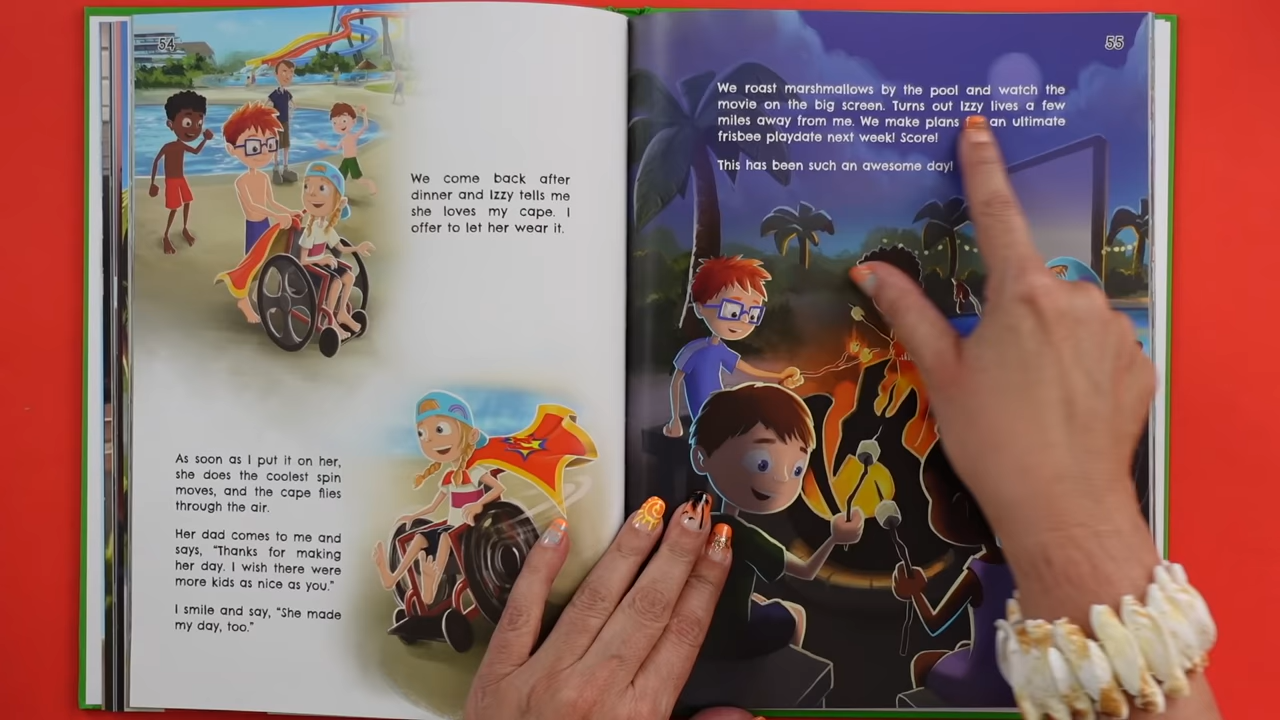 54
We come back after
dinner and Izzy tells me
she loves my cape. I
offer to let her wear it.
As soon as I put it on her,
she does the coolest spin
moves, and the cape flies
through the air.
Her dad comes to me and
says, “Thanks for making
her day. I wish there were
more kids as nice as you.”
I smile and say, “She made
my day, too.”
55
We roast marshmallows by the pool and watch the
movie on the big screen. Turns out Izzy lives a few
miles away from me. We make plans an ultimate
frisbee playdate next week! Score!
This has been such an awesome day!